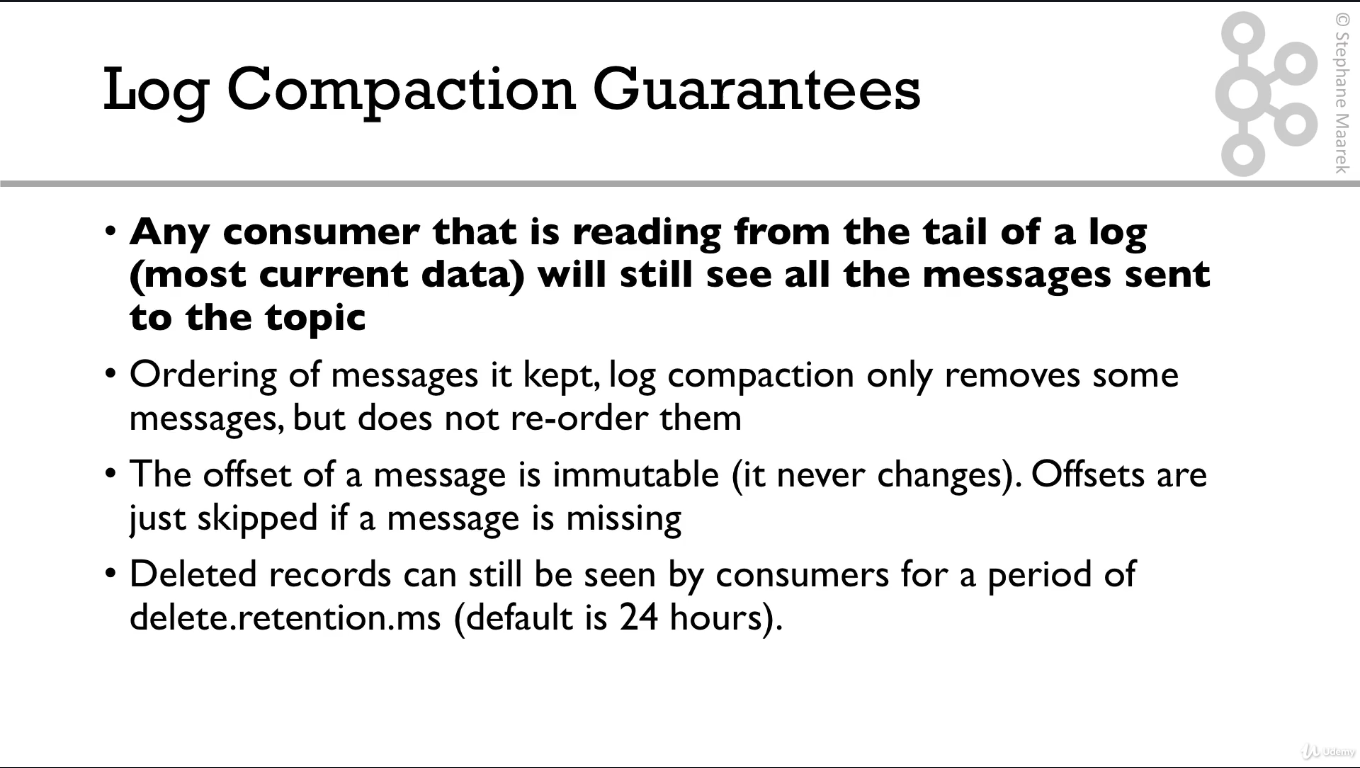 Log Compaction Guarantees
© Stephane Maarek
• Any consumer that is reading from the tail of a log
(most current data) will still see all the messages sent
to the topic
• Ordering of messages it kept, log compaction only removes some
messages, but does not re-order them
• The offset of a message is immutable (it never changes). Offsets are
just skipped if a message is missing
• Deleted records can still be seen by consumers for a period of
delete.retention.ms (default is 24 hours).
Udemy